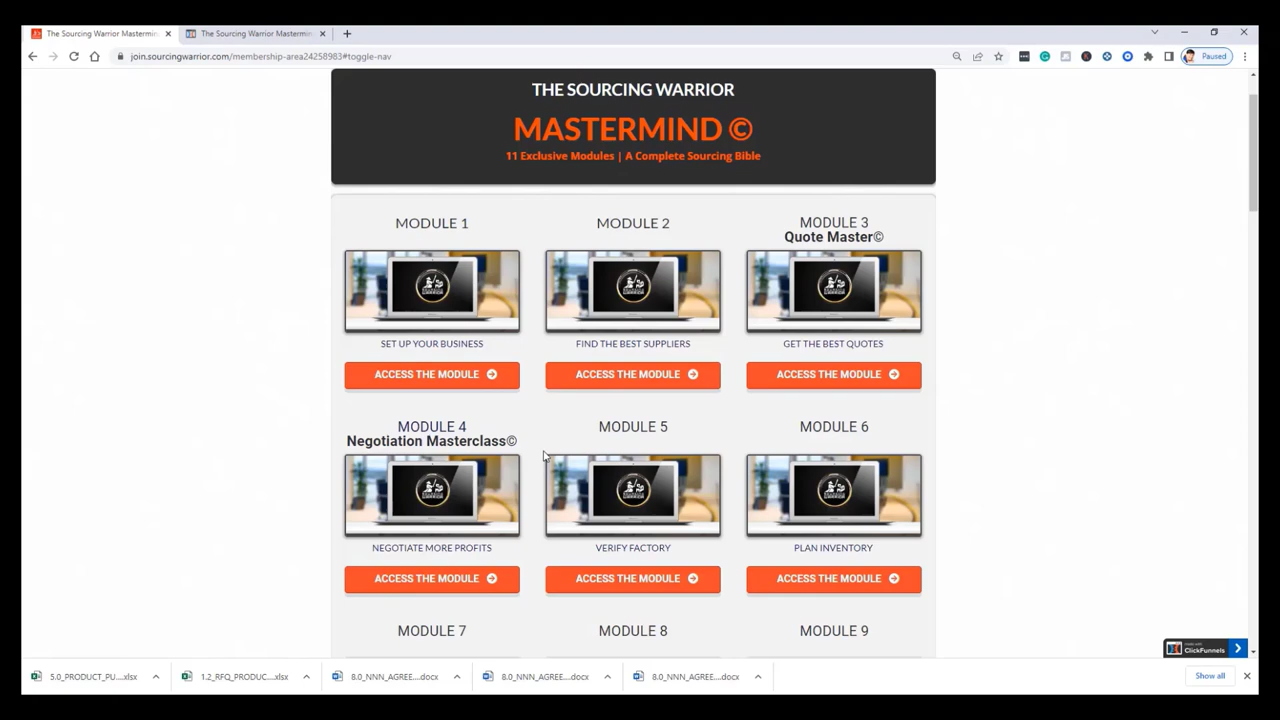 The Sourcing Warrior Mastermin
The Sourcing Warrior Mastermin
join.sourcingwarrior.com/membership-area24258983#toggle-nav
Paused
THE SOURCING WARRIOR
MASTERMIND ©
11 Exclusive Modules | A Complete Sourcing Bible
MODULE 1
MODULE 2
MODULE 3
Quote Master©
SET UP YOUR BUSINESS
FIND THE BEST SUPPLIERS
GET THE BEST QUOTES
ACCESS THE MODULE
ACCESS THE MODULE
ACCESS THE MODULE
MODULE 4
Negotiation Masterclass©
MODULE 5
MODULE 6
NEGOTIATE MORE PROFITS
VERIFY FACTORY
PLAN INVENTORY
ACCESS THE MODULE
ACCESS THE MODULE
ACCESS THE MODULE
MODULE 7
MODULE 8
MODULE 9
ClickFunnels
5.0_PRODUCT_PU....xlsx
1.2_RFQ_PRODUC....xlsx
8.0_NNN_AGREE....docx
8.0_NNN_AGREE....docx
8.0_NNN_AGREE....docx
Show all